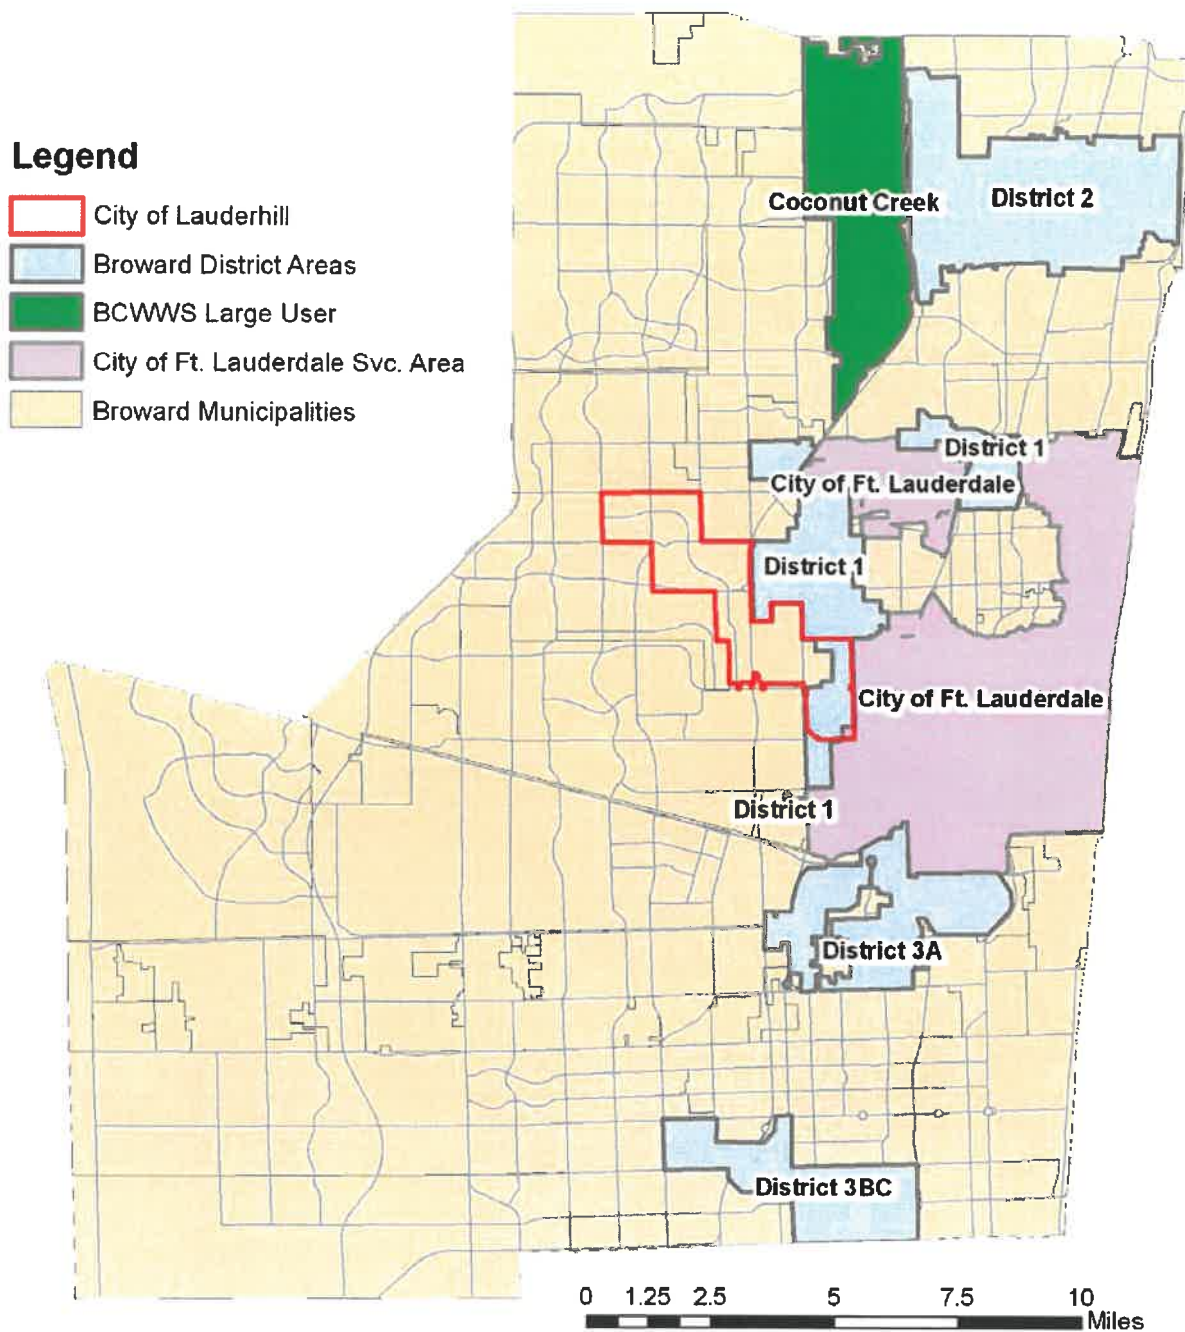 Legend
City of Lauderhill
Broward District Areas
BCWWS Large User
City of Ft. Lauderdale Svc. Area
Broward Municipalities
Coconut Creek
District 2
District 1
City of Ft. Lauderdale
District 1
City of Ft. Lauderdale
District 1
District 3A
District 3BC
0 1.25 2.5 5 7.5 10
Miles